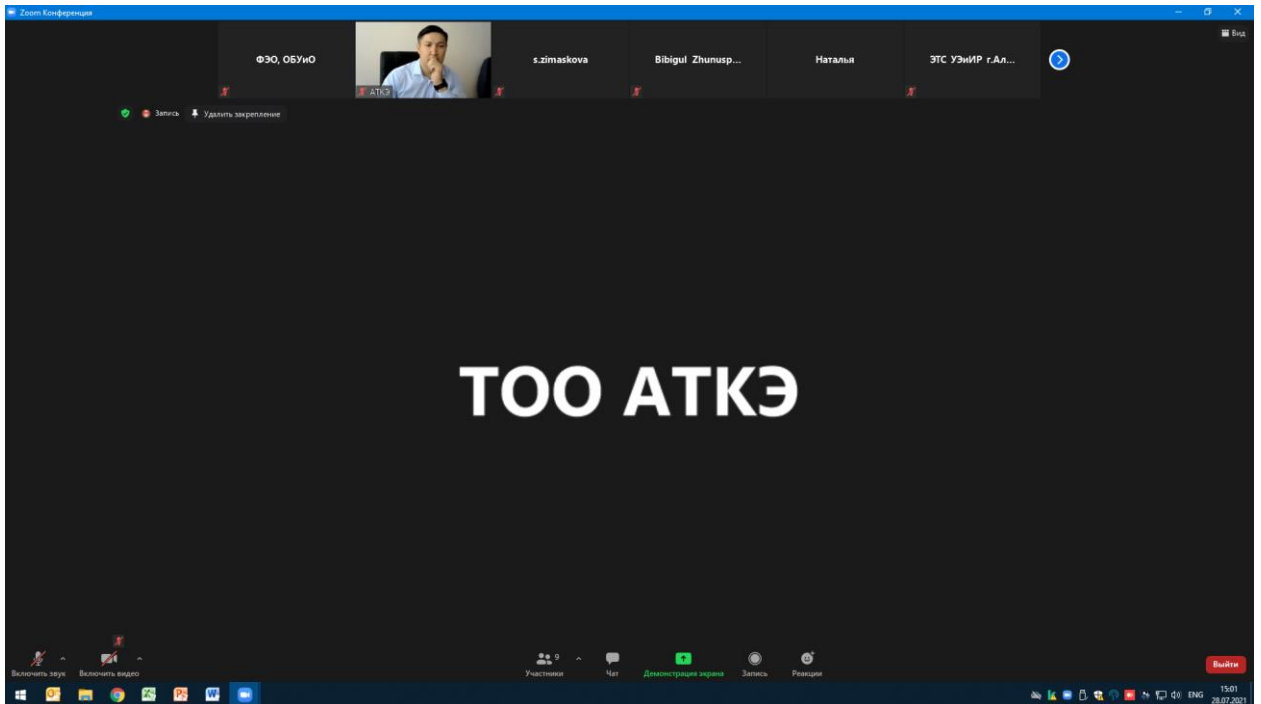 Zoom Конференция
Вид
ФЭО, ОБУиО
АТКЭ
s.zimaskova
Bibigul Zhunusp...
Наталья
ЭТС УЭиИР г.Ал...
Запись
Удалить закрепление
ТОО АТКЭ
Включить звук
Включить видео
Участники
9
Чат
Демонстрация экрана
Запись
Реакции
Выйти
ENG
15:01
28.07.2021